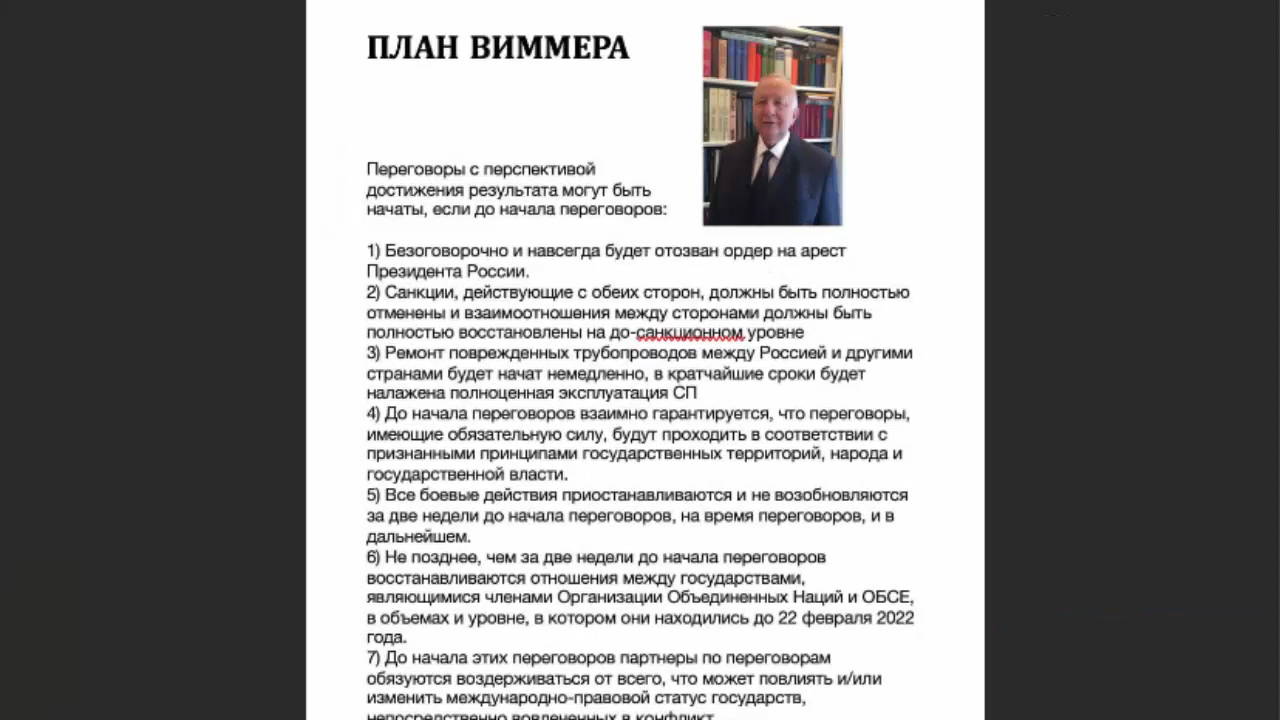 ПЛАН ВИММЕРА
Переговоры с перспективой
достижения результата могут быть
начаты, если до начала переговоров:
1) Безоговорочно и навсегда будет отозван ордер на арест
Президента России.
2) Санкции, действующие с обеих сторон, должны быть полностью
отменены и взаимоотношения между сторонами должны быть
полностью восстановлены на до-санкционном уровне
3) Ремонт поврежденных трубопроводов между Россией и другими
странами будет начат немедленно, в кратчайшие сроки будет
налажена полноценная эксплуатация СП
4) До начала переговоров взаимно гарантируется, что переговоры,
имеющие обязательную силу, будут проходить в соответствии с
признанными принципами государственных территорий, народа и
государственной власти.
5) Все боевые действия приостанавливаются и не возобновляются
за две недели до начала переговоров, на время переговоров, и в
дальнейшем.
6) Не позднее, чем за две недели до начала переговоров
восстанавливаются отношения между государствами,
являющимися членами Организации Объединенных Наций и ОБСЕ,
в объемах и уровне, в котором они находились до 22 февраля 2022
года.
7) До начала этих переговоров партнеры по переговорам
обязуются воздерживаться от всего, что может повлиять и/или
изменить международно-правовой статус государств,
непосредственно вовлеченных в конфликт